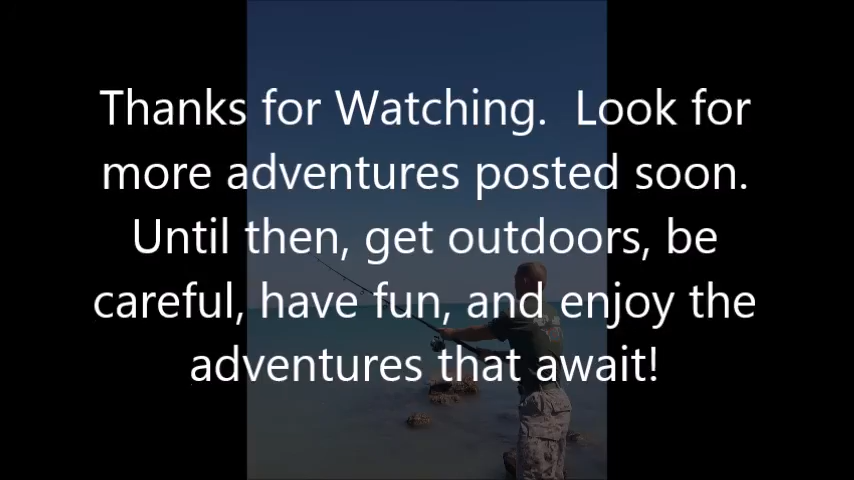 Thanks for Watching.  Look for
more adventures posted soon.
Until then, get outdoors, be
careful, have fun, and enjoy the
adventures that await!